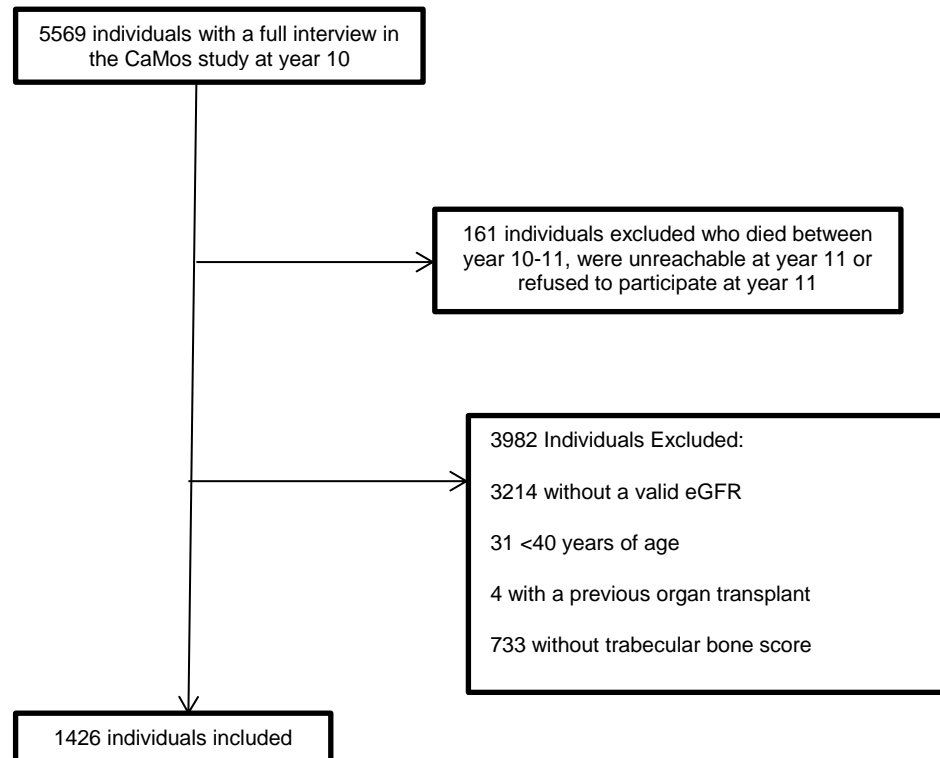 5569 individuals with a full interview in
the CaMos study at year 10
161 individuals excluded who died between
year 10-11, were unreachable at year 11 or
refused to participate at year 11
3982 Individuals Excluded:
3214 without a valid eGFR
31 <40 years of age
4 with a previous organ transplant
733 without trabecular bone score
1426 individuals included